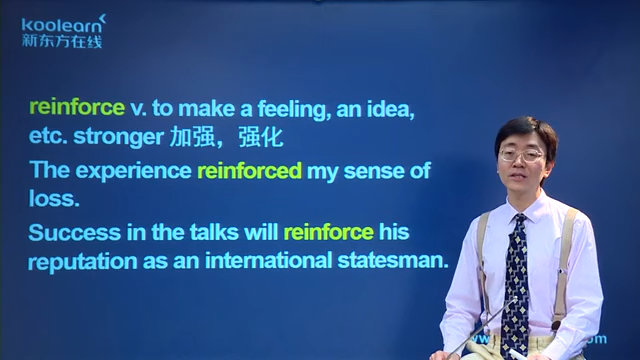 koolearn
新东方在线
reinforce v. to make a feeling, an idea,
etc. stronger 加强，强化
The experience reinforced my sense of
loss.
Success in the talks will reinforce his
reputation as an international statesman.